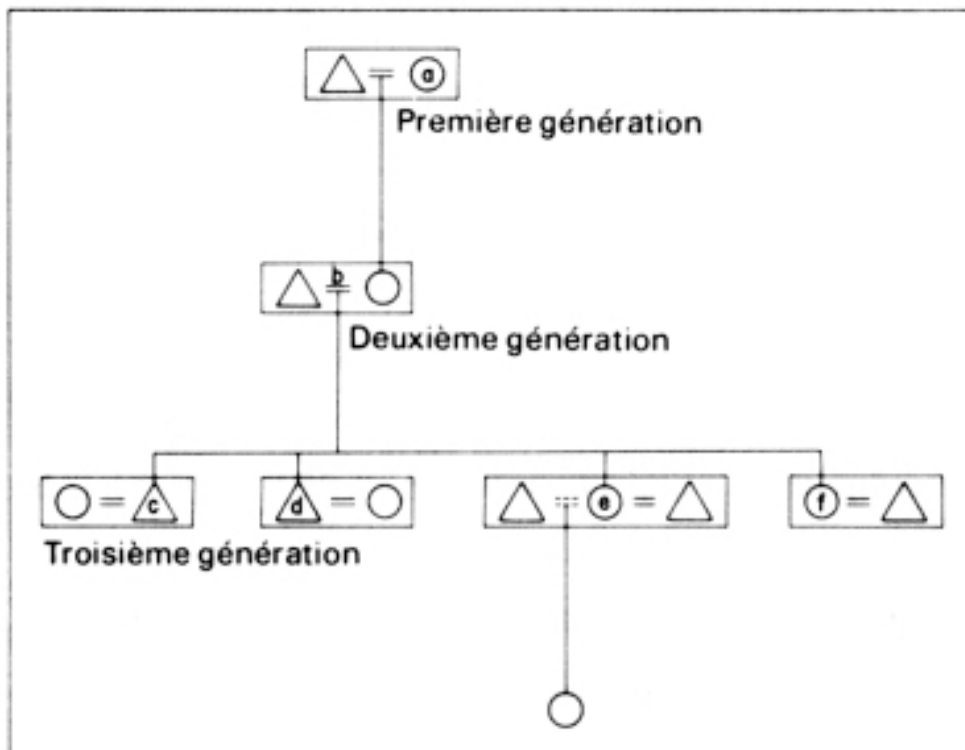 a
Première génération
b
Deuxième génération
c d e f
Troisième génération